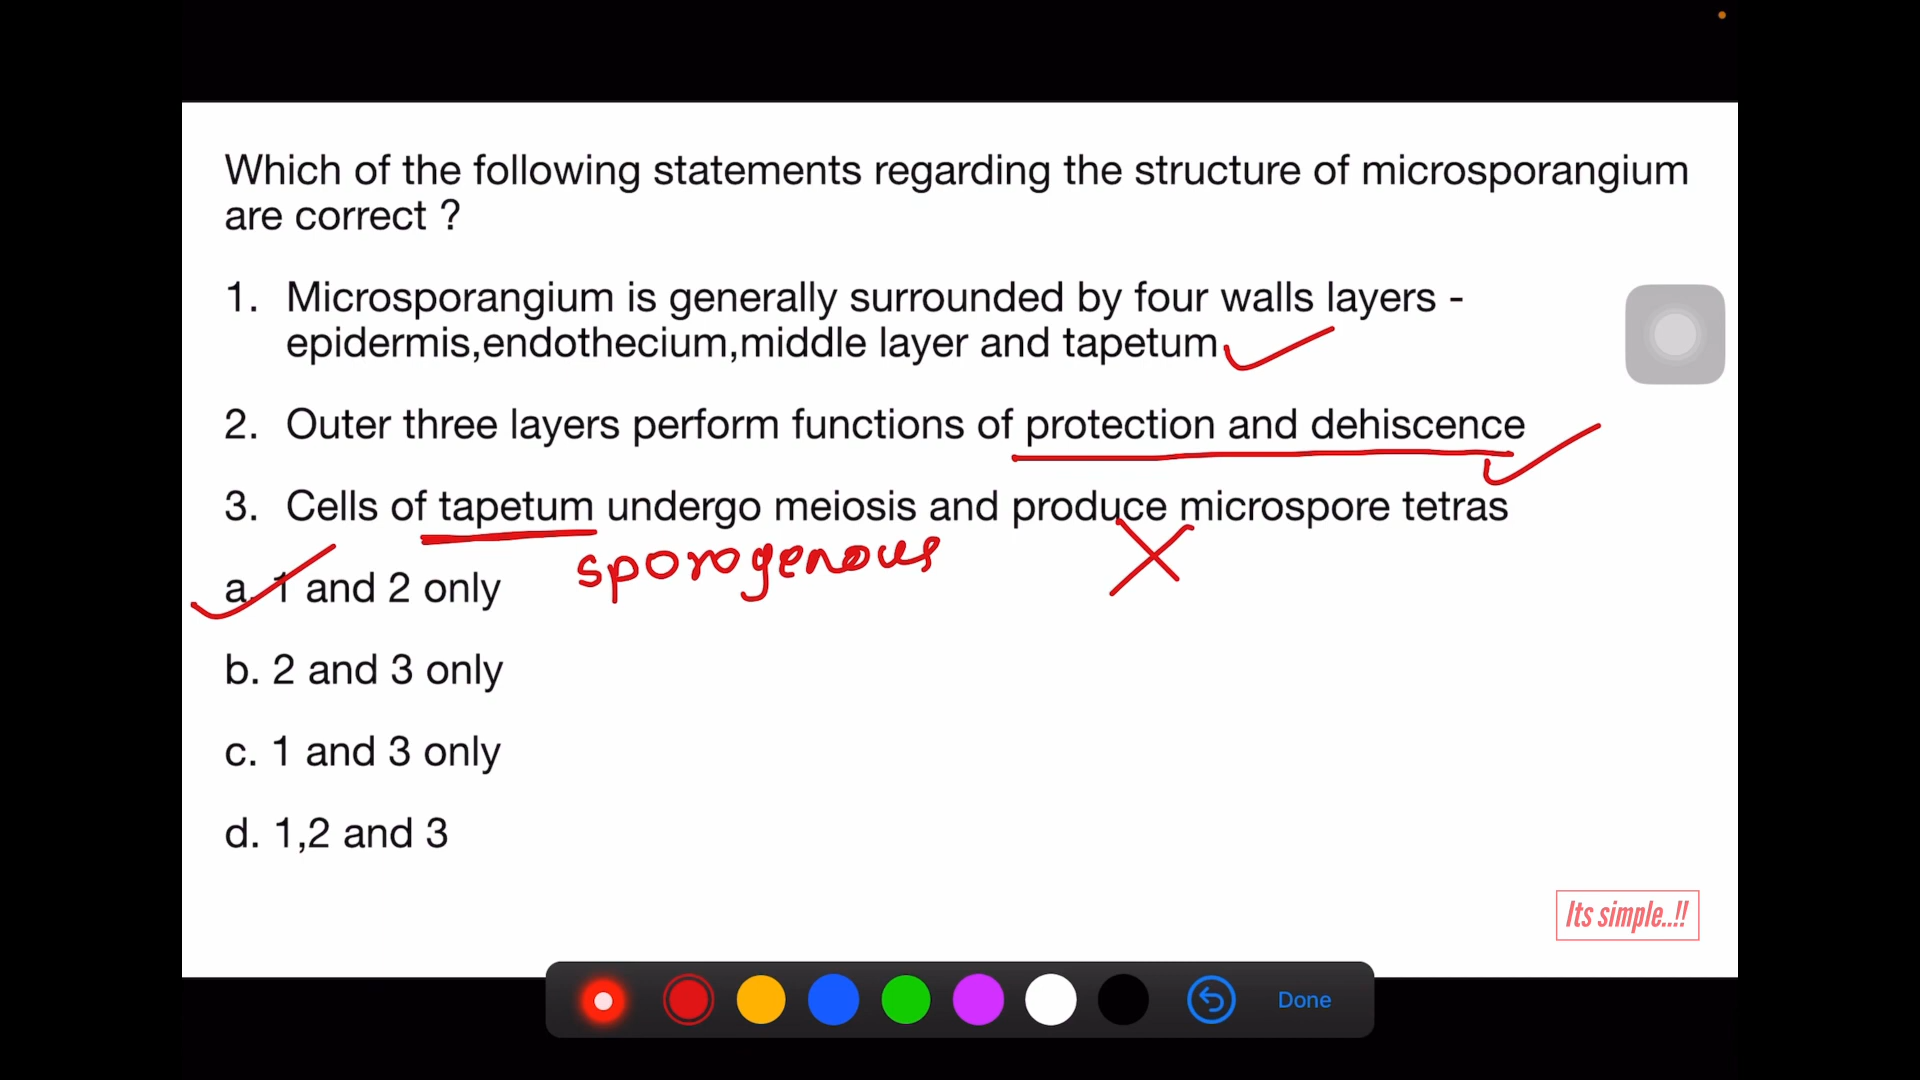 Which of the following statements regarding the structure of microsporangium
are correct ?
1. Microsporangium is generally surrounded by four walls layers -
epidermis,endothecium,middle layer and tapetum
2. Outer three layers perform functions of protection and dehiscence
3. Cells of tapetum undergo meiosis and produce microspore tetras
sporogenous
a. 1 and 2 only
b. 2 and 3 only
c. 1 and 3 only
d. 1,2 and 3
Its simple..!!
Done